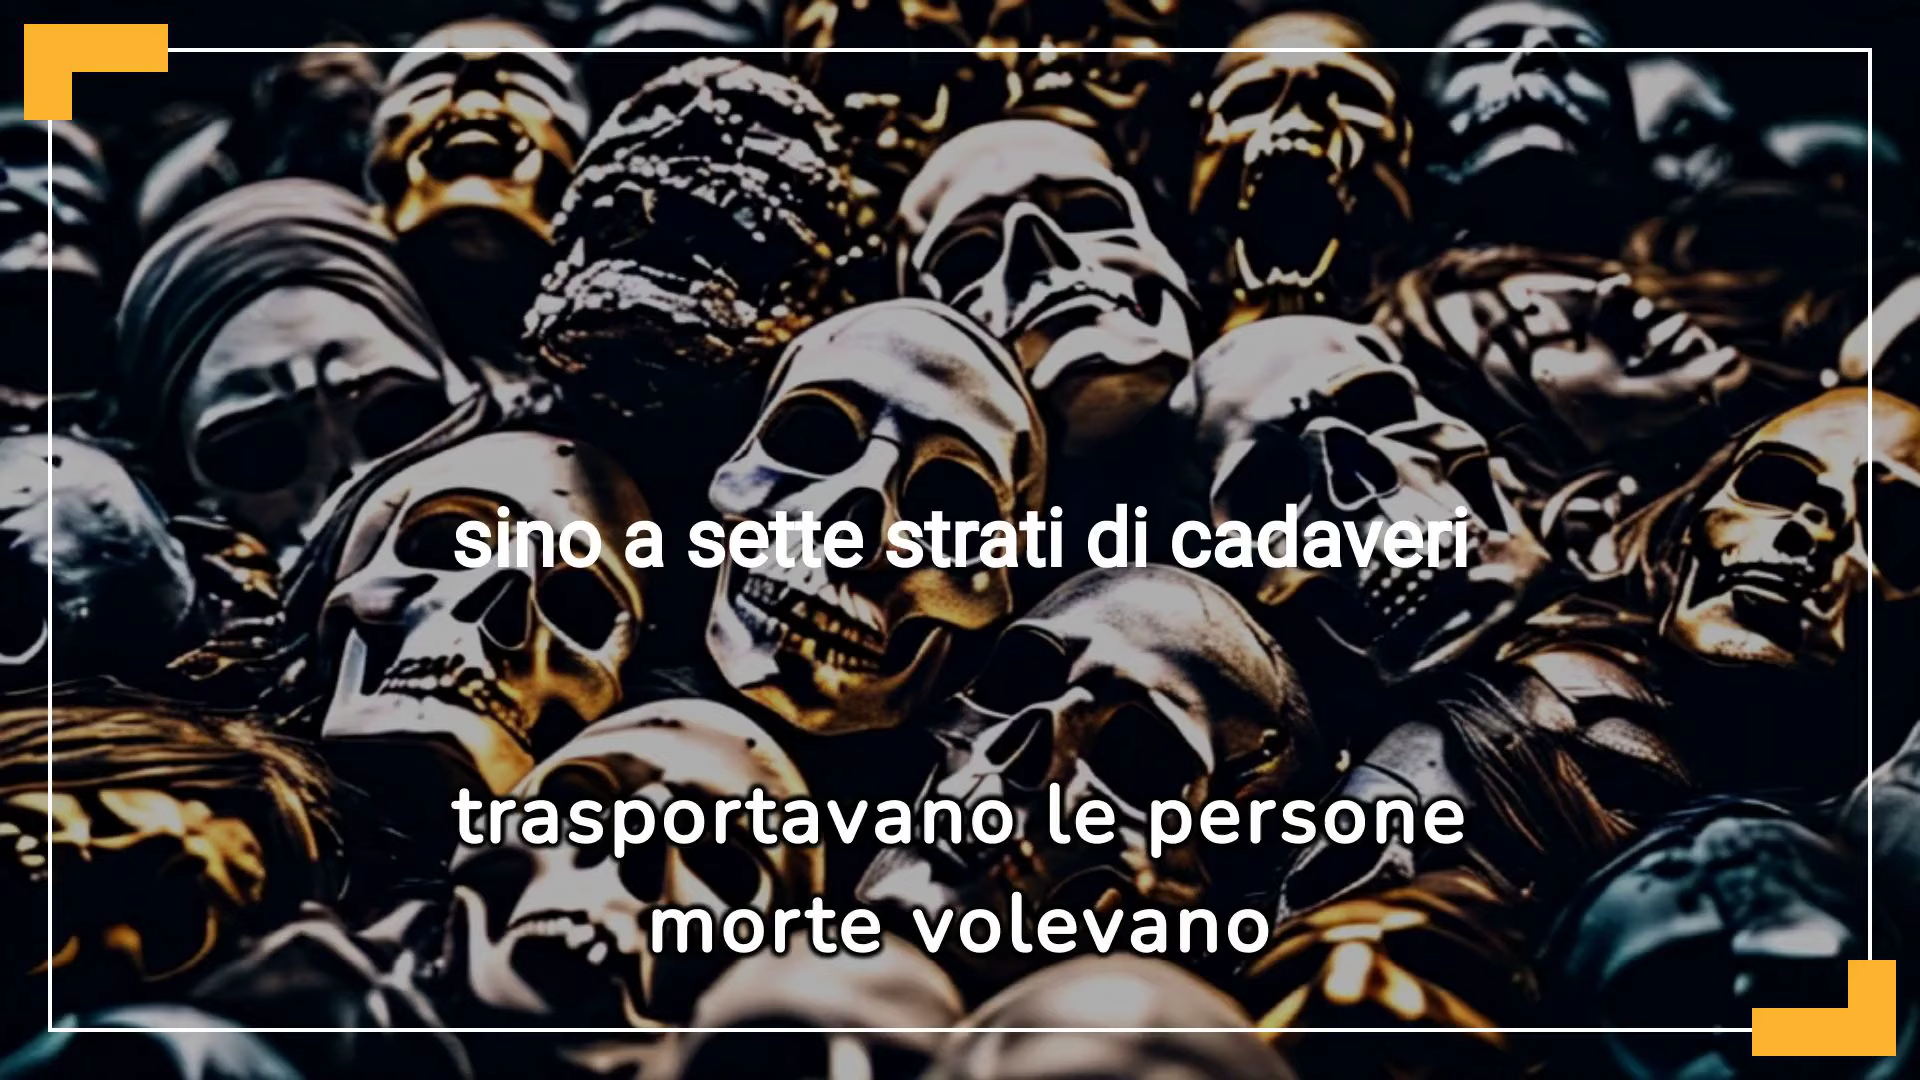 sino a sette strati di cadaveri
trasportavano le persone
morte volevano